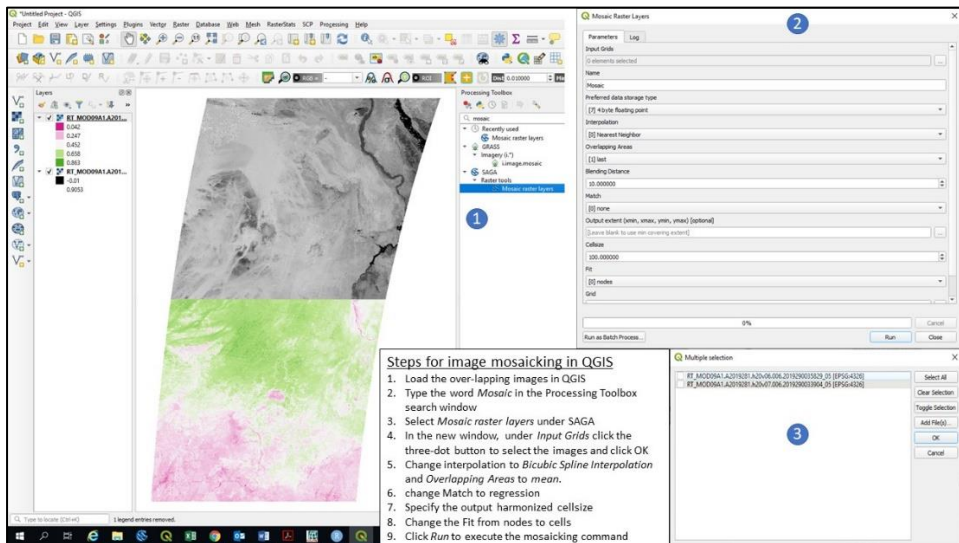 *Untitled Project - QGIS
Project Edit View Layer Settings Plugins Vector Raster Database Web Mesh RasterStats SCP Processing Help
RGB =
RCI
Dist 0.010000
Layers
RT_MOD09A1.A201...
0.042
0.247
0.452
0.658
0.863
RT_MOD09A1.A201...
-0.01
0.9053
Processing Toolbox
mosaic
Recently used
Mosaic raster layers
GRASS
Imagery (i.*)
i.image.mosaic
SAGA
Raster tools
Mosaic raster layers
1
Type to locate (Ctrl+K)
1 legend entries removed.
Mosaic Raster Layers
2
Parameters Log
Input Grids
0 elements selected
...
Name
Mosaic
Preferred data storage type
[7] 4 byte floating point
Interpolation
[0] Nearest Neighbor
Overlapping Areas
[1] last
Blending Distance
10.000000
Match
[0] none
Output extent (xmin, xmax, ymin, ymax) [optional]
[Leave blank to use min covering extent]
...
Cellsize
100.000000
Fit
[0] nodes
Grid
0%
Cancel
Run as Batch Process...
Run
Close
Steps for image mosaicking in QGIS
1. Load the over-lapping images in QGIS
2. Type the word Mosaic in the Processing Toolbox
search window
3. Select Mosaic raster layers under SAGA
4. In the new window, under Input Grids click the
three-dot button to select the images and click OK
5. Change interpolation to Bicubic Spline Interpolation
and Overlapping Areas to mean.
6. change Match to regression
7. Specify the output harmonized cellsize
8. Change the Fit from nodes to cells
9. Click Run to execute the mosaicking command
Multiple selection
RT_MOD09A1.A2019281.h20v06.006.2019290035829_05 [EPSG:4326]
RT_MOD09A1.A2019281.h20v07.006.2019290033904_05 [EPSG:4326]
3
Select All
Clear Selection
Toggle Selection
Add File(s)...
OK
Cancel